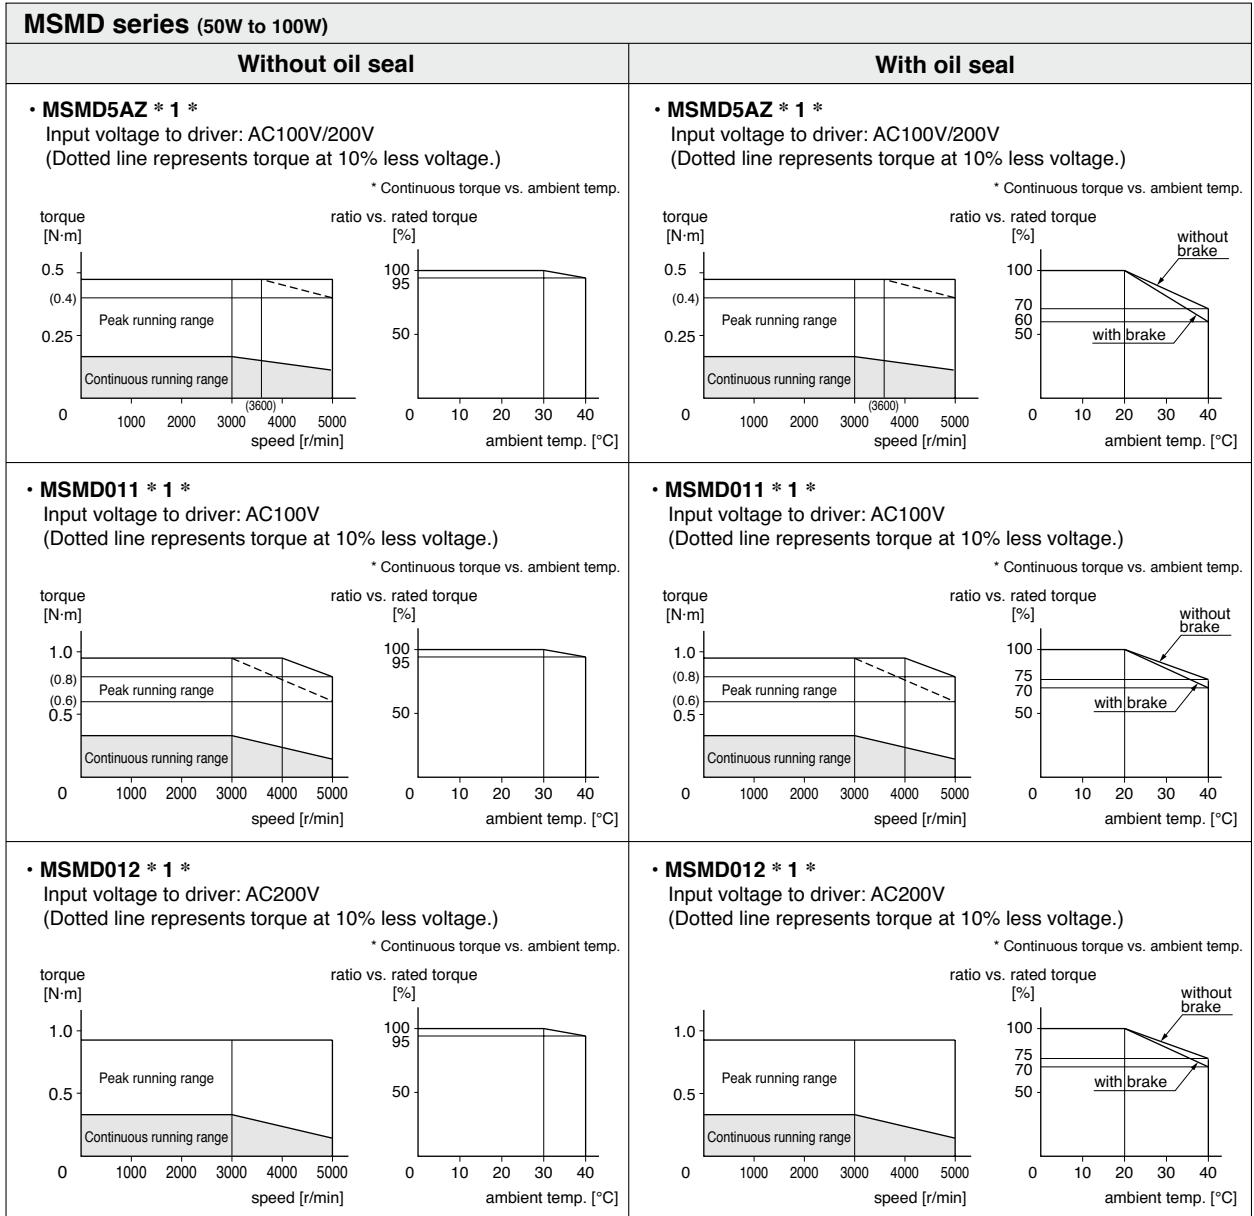 MSMD series (50W to 100W)
Without oil seal
With oil seal
・MSMD5AZ * 1 *
Input voltage to driver: AC100V/200V
(Dotted line represents torque at 10% less voltage.)
* Continuous torque vs. ambient temp.
torque
[N·m]
0.5
(0.4)
0.25
0
Peak running range
Continuous running range
(3600)
1000 2000 3000 4000 5000
speed [r/min]
ratio vs. rated torque
[%]
100
95
50
0 10 20 30 40
ambient temp. [°C]
・MSMD5AZ * 1 *
Input voltage to driver: AC100V/200V
(Dotted line represents torque at 10% less voltage.)
* Continuous torque vs. ambient temp.
torque
[N·m]
0.5
(0.4)
0.25
0
Peak running range
Continuous running range
(3600)
1000 2000 3000 4000 5000
speed [r/min]
ratio vs. rated torque
[%]
without
brake
100
70
60
50
with brake
0 10 20 30 40
ambient temp. [°C]
・MSMD011 * 1 *
Input voltage to driver: AC100V
(Dotted line represents torque at 10% less voltage.)
* Continuous torque vs. ambient temp.
torque
[N·m]
1.0
(0.8)
(0.6)
0.5
0
Peak running range
Continuous running range
1000 2000 3000 4000 5000
speed [r/min]
ratio vs. rated torque
[%]
100
95
50
0 10 20 30 40
ambient temp. [°C]
・MSMD011 * 1 *
Input voltage to driver: AC100V
(Dotted line represents torque at 10% less voltage.)
* Continuous torque vs. ambient temp.
torque
[N·m]
1.0
(0.8)
(0.6)
0.5
0
Peak running range
Continuous running range
1000 2000 3000 4000 5000
speed [r/min]
ratio vs. rated torque
[%]
without
brake
100
75
70
50
with brake
0 10 20 30 40
ambient temp. [°C]
・MSMD012 * 1 *
Input voltage to driver: AC200V
(Dotted line represents torque at 10% less voltage.)
* Continuous torque vs. ambient temp.
torque
[N·m]
1.0
0.5
0
Peak running range
Continuous running range
1000 2000 3000 4000 5000
speed [r/min]
ratio vs. rated torque
[%]
100
95
50
0 10 20 30 40
ambient temp. [°C]
・MSMD012 * 1 *
Input voltage to driver: AC200V
(Dotted line represents torque at 10% less voltage.)
* Continuous torque vs. ambient temp.
1.0
0.5
0
Peak running range
Continuous running range
1000 2000 3000 4000 5000
speed [r/min]
ratio vs. rated torque
[%]
without
brake
100
75
70
50
with brake
0 10 20 30 40
ambient temp. [°C]